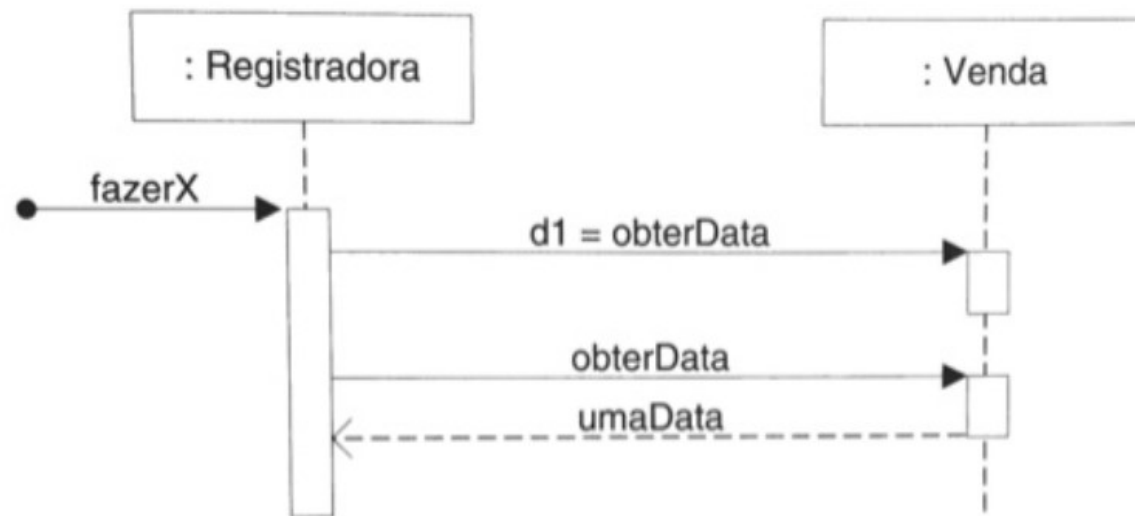 : Registradora
: Venda
fazerX
d1 = obterData
obterData
umaData